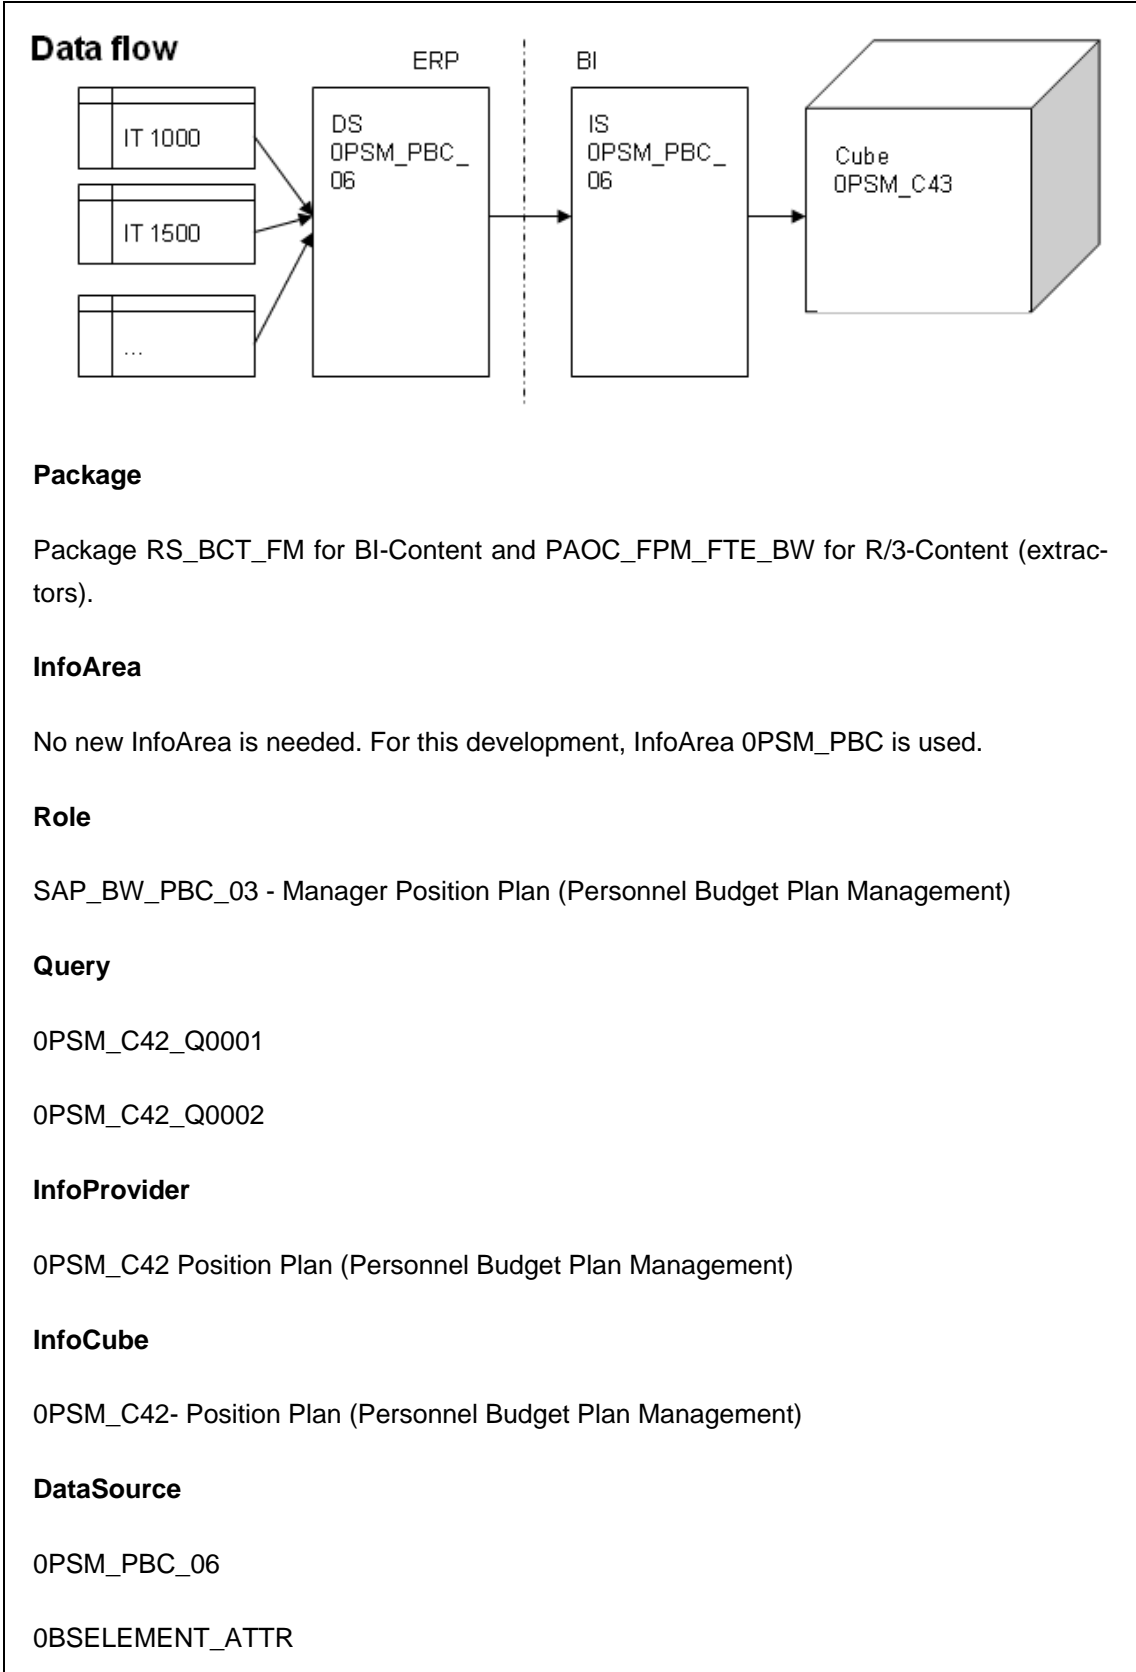 Data flow
ERP
BI
IT 1000
IT 1500
...
DS
0PSM_PBC_
06
IS
0PSM_PBC_
06
Cube
0PSM_C43
Package
Package RS_BCT_FM for BI-Content and PAOC_FPM_FTE_BW for R/3-Content (extrac-
tors).
InfoArea
No new InfoArea is needed. For this development, InfoArea 0PSM_PBC is used.
Role
SAP_BW_PBC_03 - Manager Position Plan (Personnel Budget Plan Management)
Query
0PSM_C42_Q0001
0PSM_C42_Q0002
InfoProvider
0PSM_C42 Position Plan (Personnel Budget Plan Management)
InfoCube
0PSM_C42- Position Plan (Personnel Budget Plan Management)
DataSource
0PSM_PBC_06
0BSELEMENT_ATTR